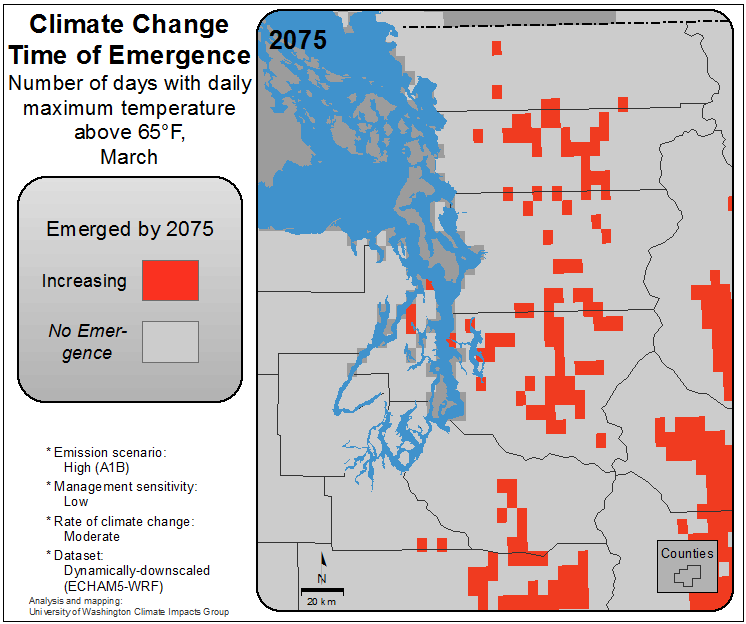 Climate Change
Time of Emergence
Number of days with daily
maximum temperature
above 65°F,
March
Emerged by 2075
Increasing
No Emer-
gence
* Emission scenario:
High (A1B)
* Management sensitivity:
Low
* Rate of climate change:
Moderate
* Dataset:
Dynamically-downscaled
(ECHAM5-WRF)
Analysis and mapping:
University of Washington Climate Impacts Group
2075
N
20 km
Counties